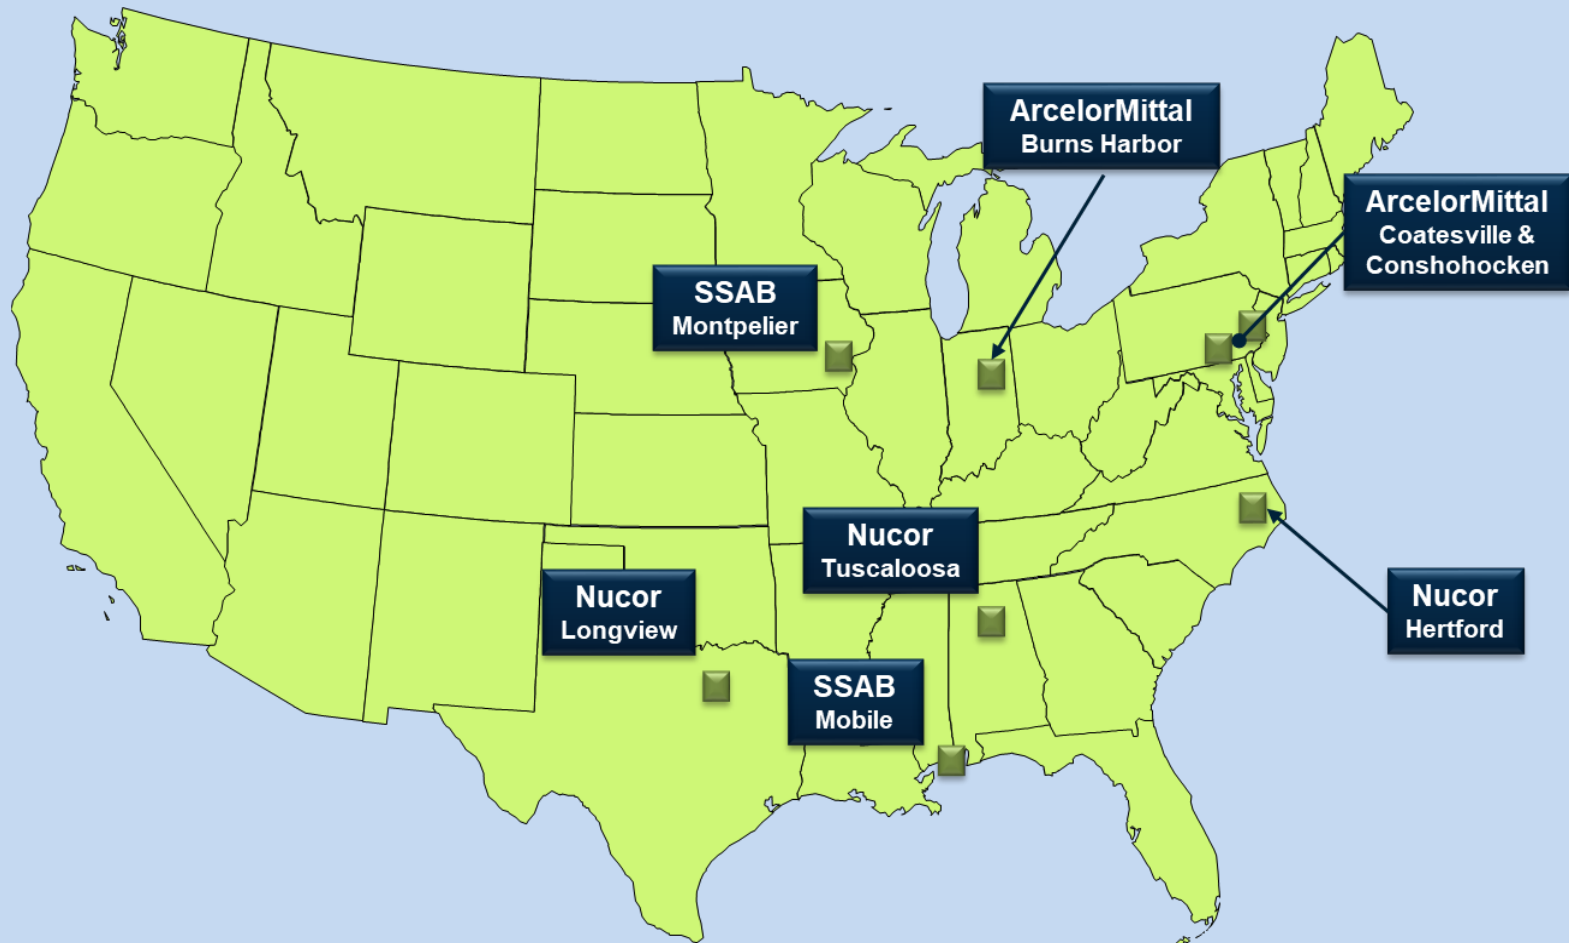 ArcelorMittal
Burns Harbor
ArcelorMittal
Coatesville &
Conshohocken
SSAB
Montpelier
Nucor
Tuscaloosa
Nucor
Longview
Nucor
Hertford
SSAB
Mobile